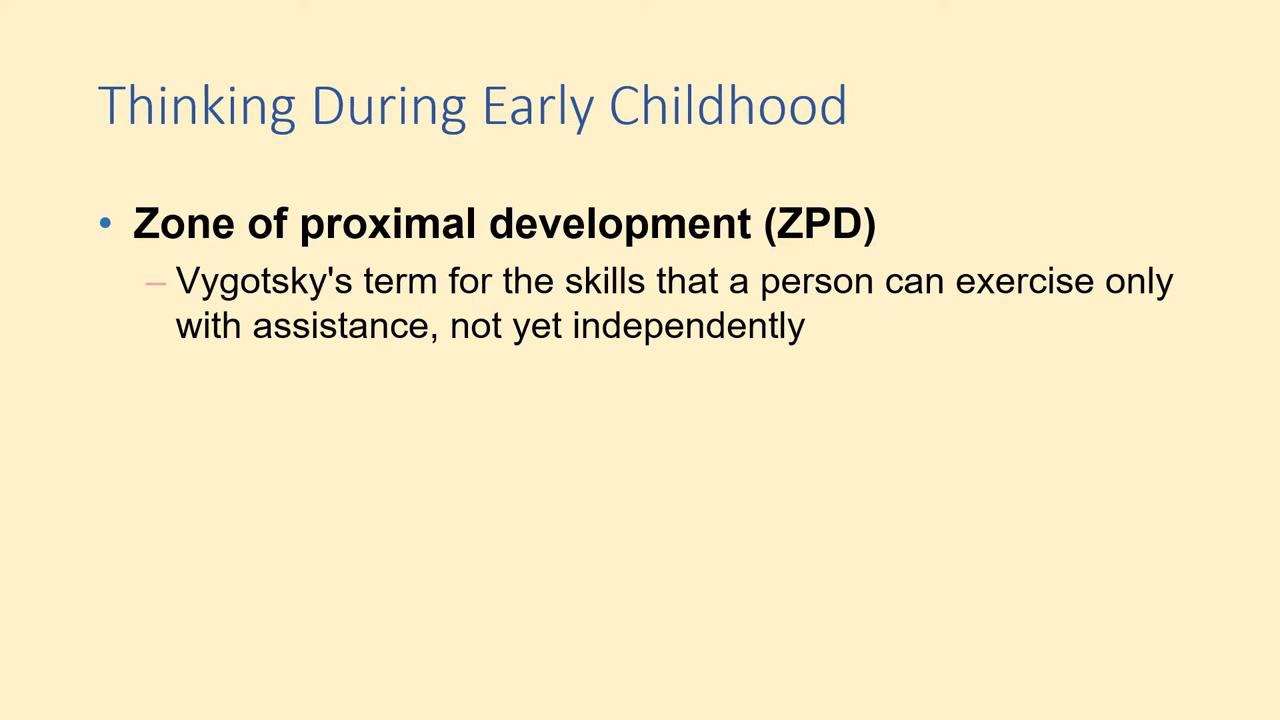 Thinking During Early Childhood
• Zone of proximal development (ZPD)
– Vygotsky's term for the skills that a person can exercise only
with assistance, not yet independently